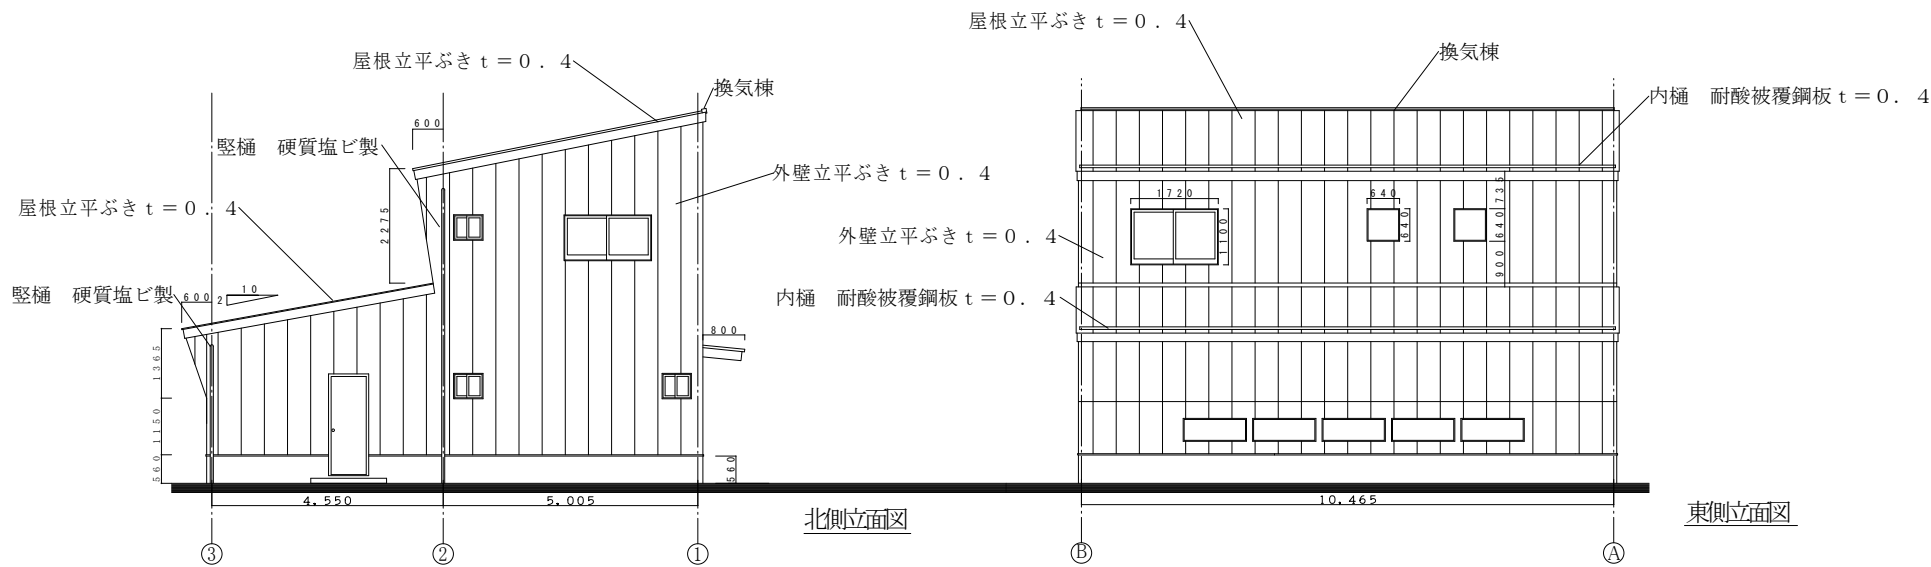 屋根立平ぶきｔ＝０．４
換気棟
600
竪樋　硬質塩ビ製
外壁立平ぶきｔ＝０．４
2275
屋根立平ぶきｔ＝０．４
10
2
600
竪樋　硬質塩ビ製
800
1365
1150
560
560
4,550
5,005
北側立面図
③
②
①
屋根立平ぶきｔ＝０．４
換気棟
内樋　耐酸被覆鋼板ｔ＝０．４
1720
640
735
1100
640
640
外壁立平ぶきｔ＝０．４
900
内樋　耐酸被覆鋼板ｔ＝０．４
10,465
東側立面図
Ⓑ
Ⓐ